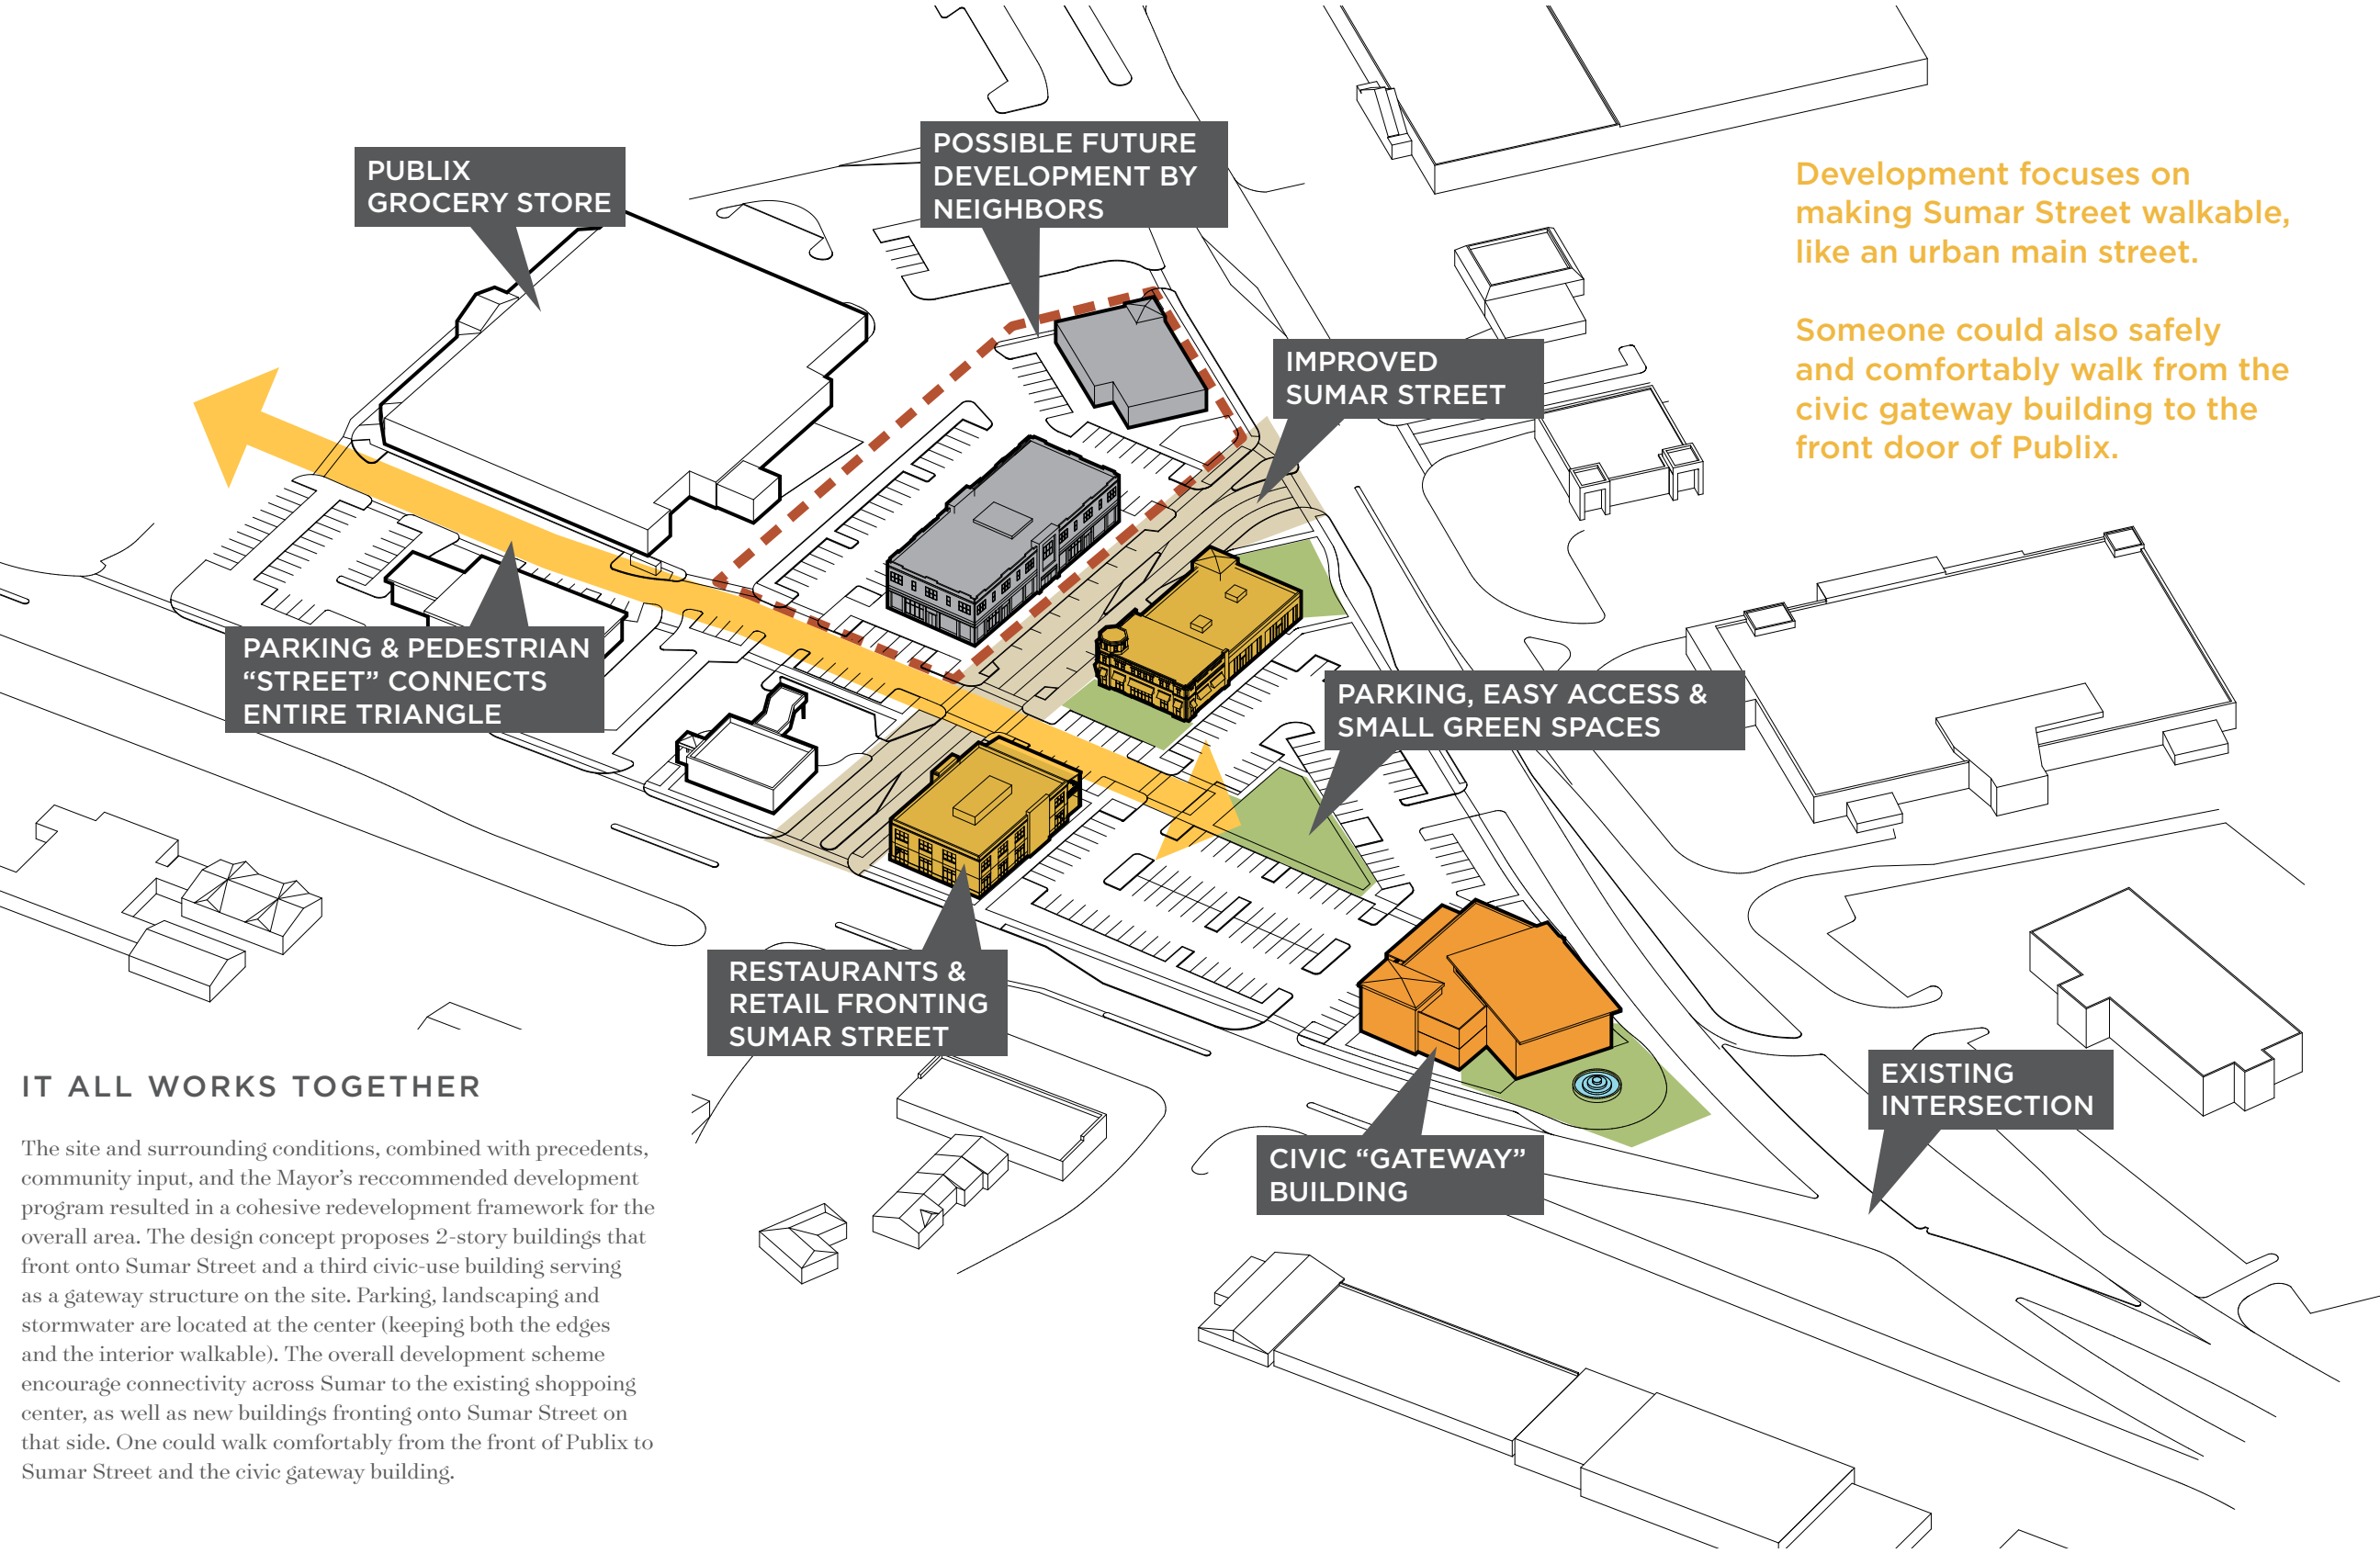 PUBLIX
GROCERY STORE
POSSIBLE FUTURE
DEVELOPMENT BY
NEIGHBORS
Development focuses on
making Sumar Street walkable,
like an urban main street.
Someone could also safely
and comfortably walk from the
civic gateway building to the
front door of Publix.
IMPROVED
SUMAR STREET
PARKING & PEDESTRIAN
“STREET” CONNECTS
ENTIRE TRIANGLE
PARKING, EASY ACCESS &
SMALL GREEN SPACES
RESTAURANTS &
RETAIL FRONTING
SUMAR STREET
EXISTING
INTERSECTION
CIVIC “GATEWAY”
BUILDING
IT ALL WORKS TOGETHER
The site and surrounding conditions, combined with precedents,
community input, and the Mayor’s reccommended development
program resulted in a cohesive redevelopment framework for the
overall area. The design concept proposes 2-story buildings that
front onto Sumar Street and a third civic-use building serving
as a gateway structure on the site. Parking, landscaping and
stormwater are located at the center (keeping both the edges
and the interior walkable). The overall development scheme
encourage connectivity across Sumar to the existing shoppoing
center, as well as new buildings fronting onto Sumar Street on
that side. One could walk comfortably from the front of Publix to
Sumar Street and the civic gateway building.